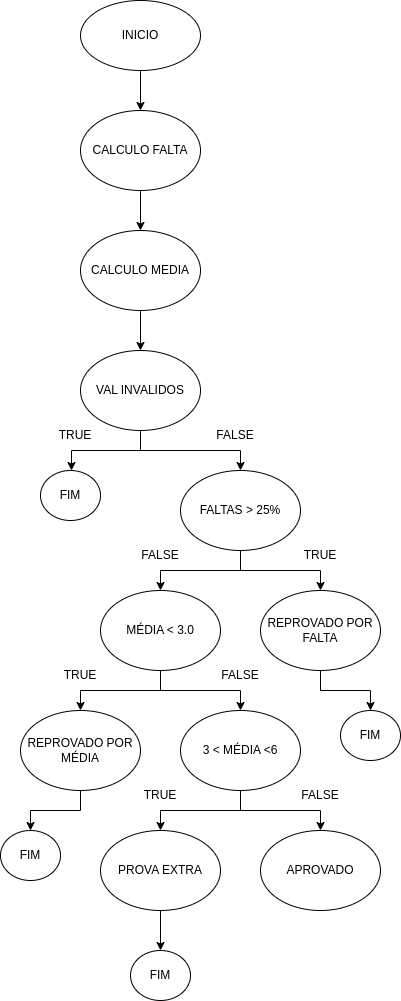 INICIO
CALCULO FALTA
CALCULO MEDIA
VAL INVALIDOS
TRUE
FALSE
FIM
FALTAS > 25%
FALSE
TRUE
MÉDIA < 3.0
REPROVADO POR
FALTA
TRUE
FALSE
FIM
REPROVADO POR
MÉDIA
3 < MÉDIA <6
TRUE
FALSE
FIM
PROVA EXTRA
APROVADO
FIM